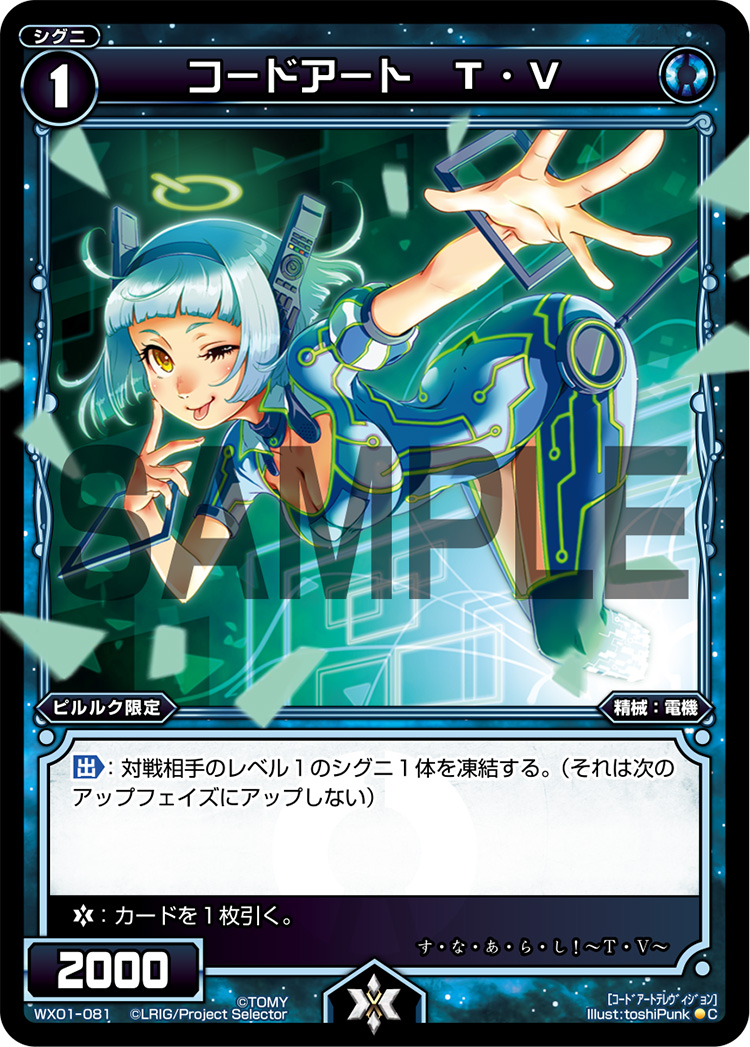 シグニ
1
コードアート T・V
SAMPLE
ピルルク限定
精械：電機
出：対戦相手のレベル１のシグニ１体を凍結する。（それは次の
アップフェイズにアップしない）
：カードを１枚引く。
す・な・あ・ら・し！～T・V～
2000
©TOMY
WX01-081 ©LRIG/Project Selector
[コードアートテレヴィジョン]
Illust:toshiPunk C